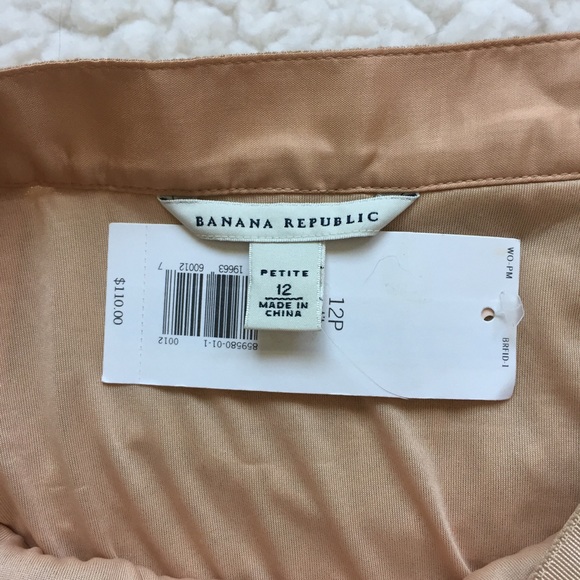 BANANA REPUBLIC
PETITE
12
MADE IN
CHINA
WO-PM
BRFID-1
12P
859580-01-1
0012
7
19663
60012
$110.00